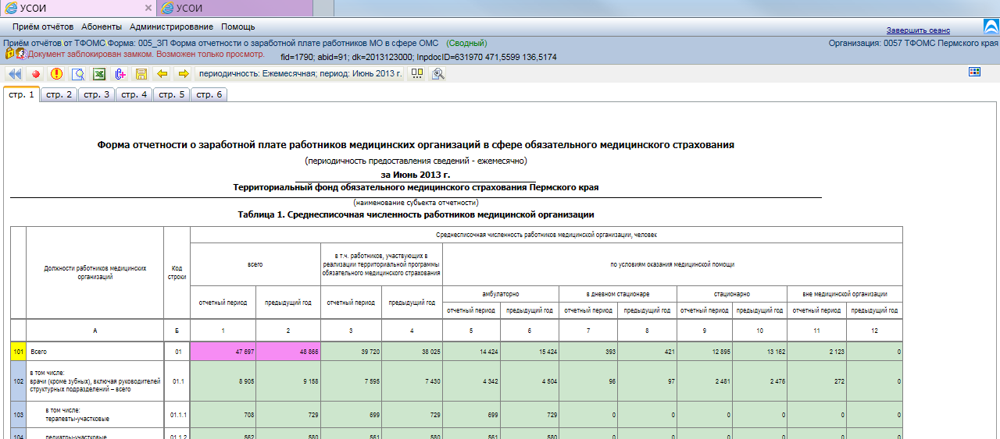 УСОИ
УСОИ
Приём отчётов Абоненты Администрирование Помощь
Завершить сеанс
Приём отчётов от ТФОМС Форма: 005_ЗП Форма отчетности о заработной плате работников МО в сфере ОМС (Сводный)
Организация: 0057 ТФОМС Пермского края
Документ заблокирован замком. Возможен только просмотр.
fid=1790; abid=91; dk=2013123000; InpdocID=631970 471,5599 136,5174
периодичность: Ежемесячная; период: Июнь 2013 г.
стр. 1 стр. 2 стр. 3 стр. 4 стр. 5 стр. 6
Форма отчетности о заработной плате работников медицинских организаций в сфере обязательного медицинского страхования
(периодичность предоставления сведений - ежемесячно)
за Июнь 2013 г.
Территориальный фонд обязательного медицинского страхования Пермского края
(наименование субъекта отчетности)
Таблица 1. Среднесписочная численность работников медицинской организации
Должности работников медицинских
организаций
Код
строки
Среднесписочная численность работников медицинской организации, человек
всего
в т.ч. работников, участвующих в
реализации территориальной программы
обязательного медицинского страхования
по условиям оказания медицинской помощи
амбулаторно
в дневном стационаре
стационарно
вне медицинской организации
отчетный период предыдущий год отчетный период предыдущий год отчетный период предыдущий год отчетный период предыдущий год отчетный период предыдущий год отчетный период предыдущий год
А Б 1 2 3 4 5 6 7 8 9 10 11 12
101 Всего 01 47 697 48 866 39 720 38 025 14 424 15 424 393 421 12 895 13 162 2 123 0
в том числе:
врачи (кроме зубных), включая руководителей
структурных подразделений – всего
102 01.1 8 905 9 158 7 595 7 430 4 342 4 504 96 97 2 481 2 476 272 0
в том числе:
терапевты-участковые
103 01.1.1 708 729 699 729 699 729 0 0 0 0 0 0
104 педиатры-участковые 01.1.2 562 580 561 580 561 580 0 0 0 0 0 0